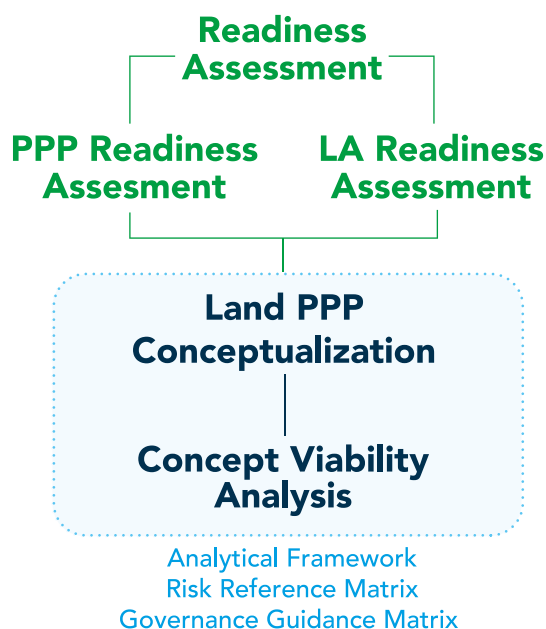 Readiness
Assessment
PPP Readiness
Assesment
LA Readiness
Assessment
Land PPP
Conceptualization
Concept Viability
Analysis
Analytical Framework
Risk Reference Matrix
Governance Guidance Matrix